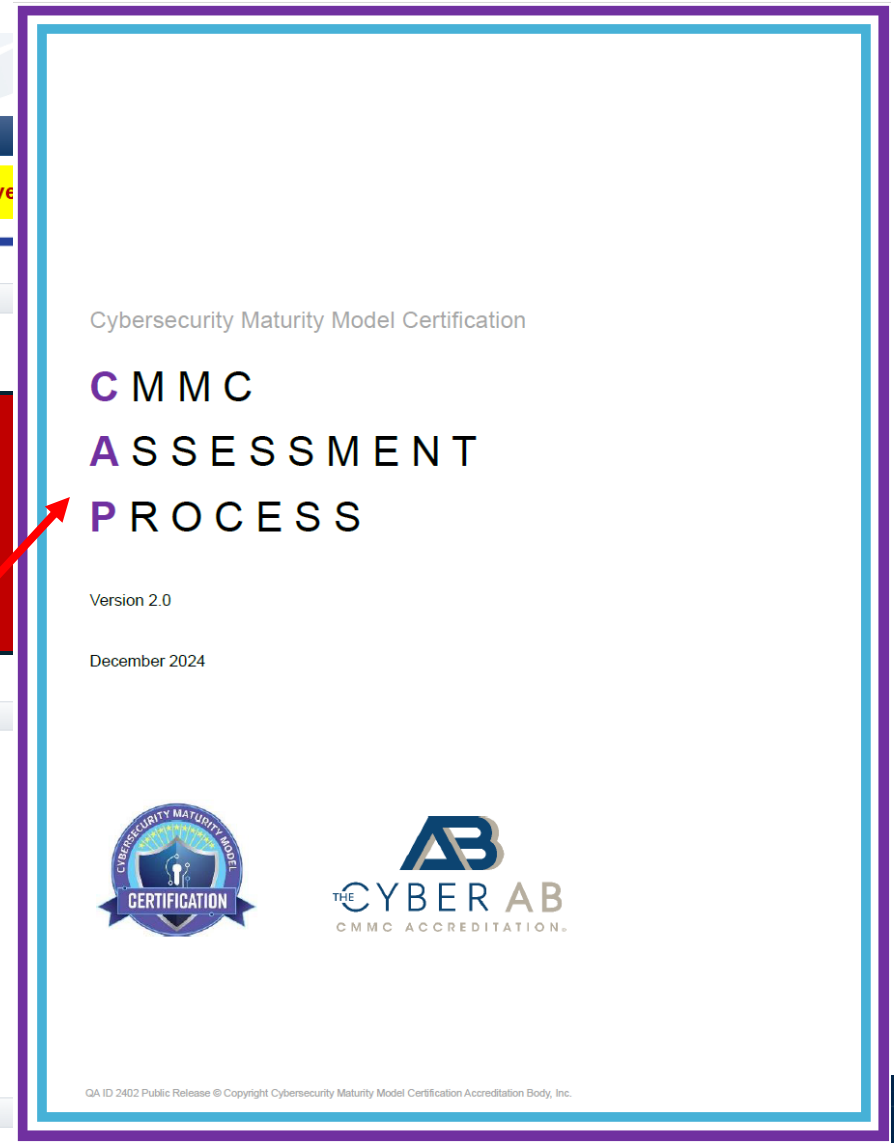 ve
Cybersecurity Maturity Model Certification
CMMC
ASSESSMENT
PROCESS
Version 2.0
December 2024
CYBERSECURITY MATURITY MODEL
CERTIFICATION
AB
THE CYBER AB
CMMC ACCREDITATION®
QA ID 2402 Public Release © Copyright Cybersecurity Maturity Model Certification Accreditation Body, Inc.